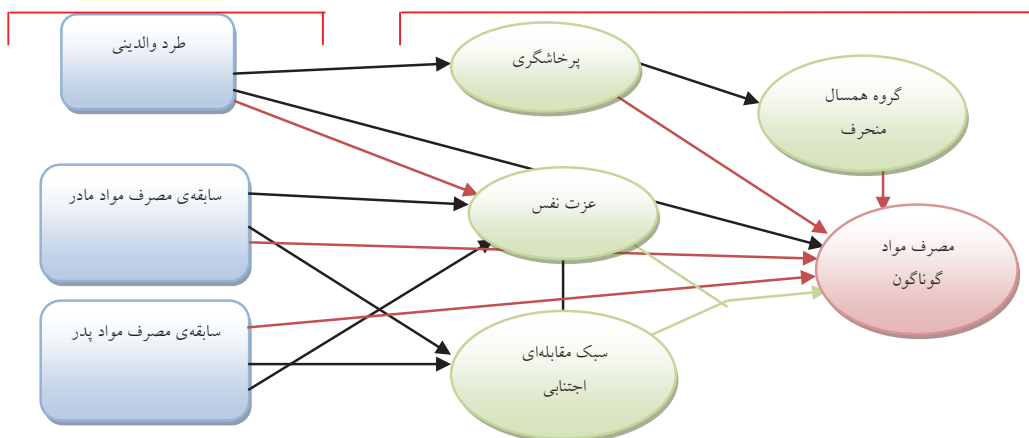 طرد والدینی
پرخاشگری
گروه همسال
منحرف
سابقه‌ی مصرف مواد مادر
عزت نفس
مصرف مواد
گوناگون
سابقه‌ی مصرف مواد پدر
سبک مقابله‌ای
اجتنابی